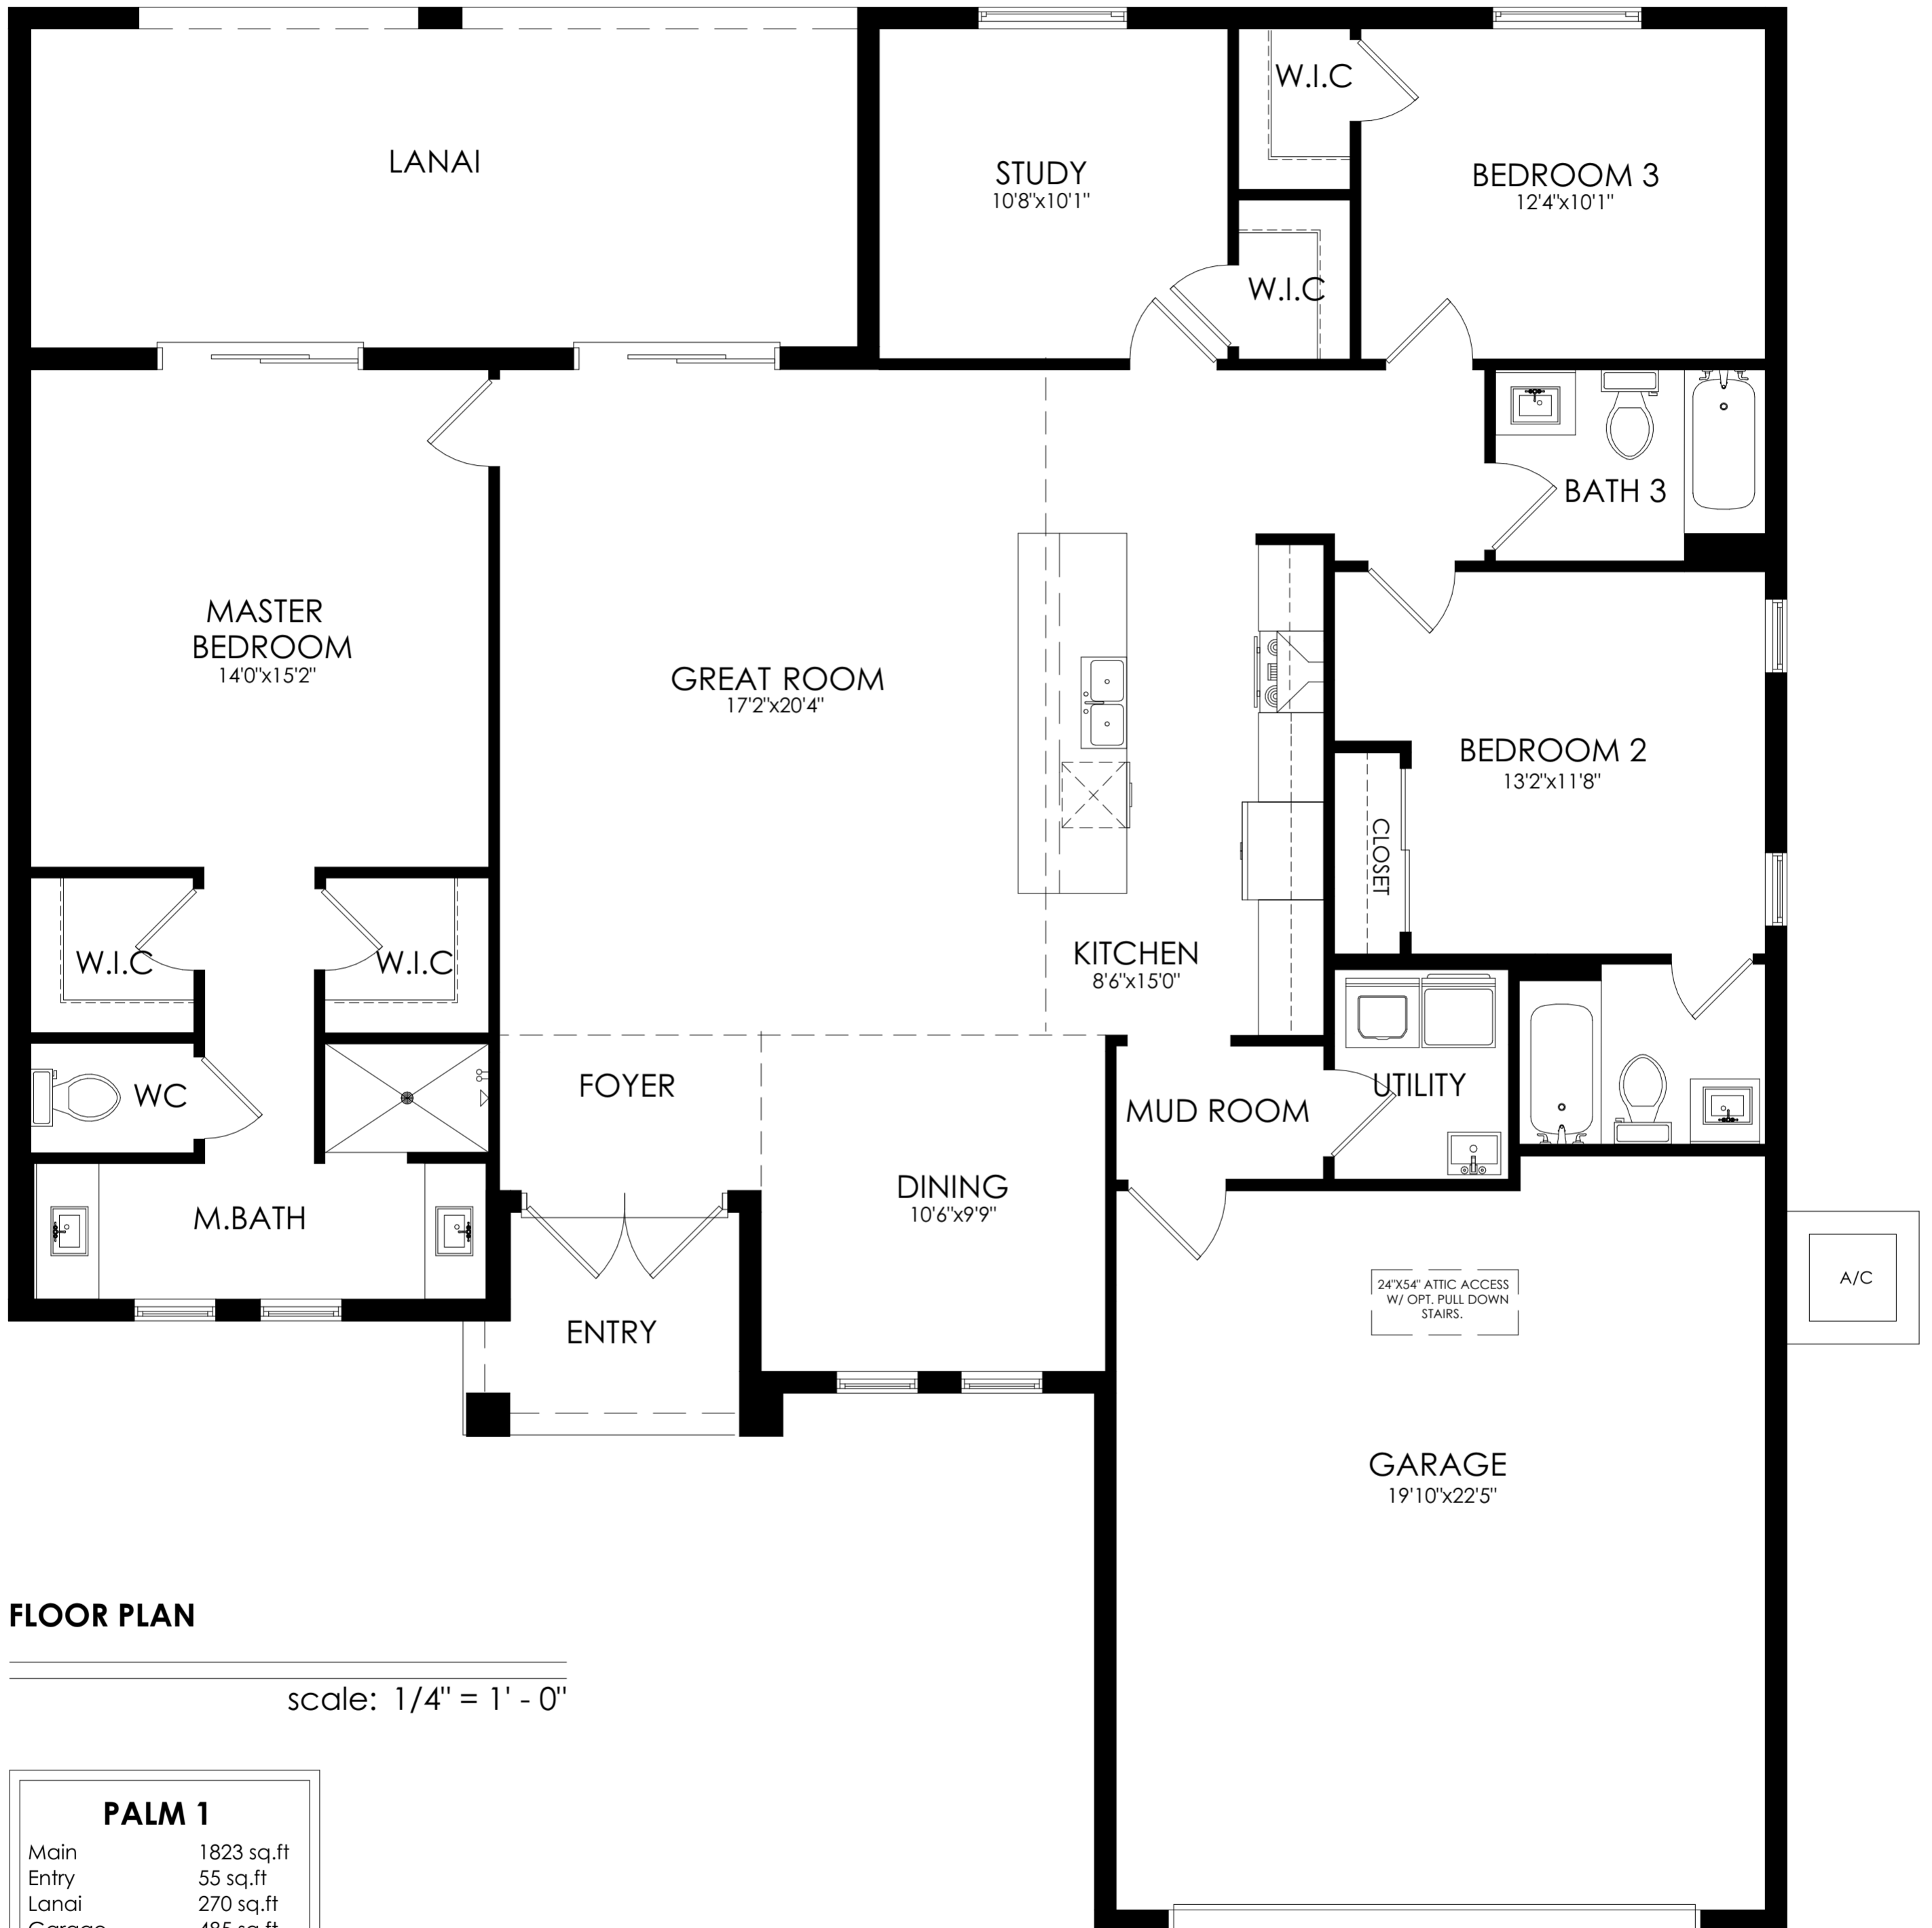 LANAI
STUDY
10'8"x10'1"
W.I.C
W.I.C
BEDROOM 3
12'4"x10'1"
BATH 3
MASTER
BEDROOM
14'0"x15'2"
GREAT ROOM
17'2"x20'4"
BEDROOM 2
13'2"x11'8"
CLOSET
KITCHEN
8'6"x15'0"
W.I.C
W.I.C
WC
FOYER
MUD ROOM
UTILITY
M.BATH
DINING
10'6"x9'9"
ENTRY
24"X54" ATTIC ACCESS
W/ OPT. PULL DOWN
STAIRS.
A/C
GARAGE
19'10"x22'5"
FLOOR PLAN
scale: 1/4" = 1' - 0"
PALM 1
Main 1823 sq.ft
Entry 55 sq.ft
Lanai 270 sq.ft
Garage 485 sq.ft